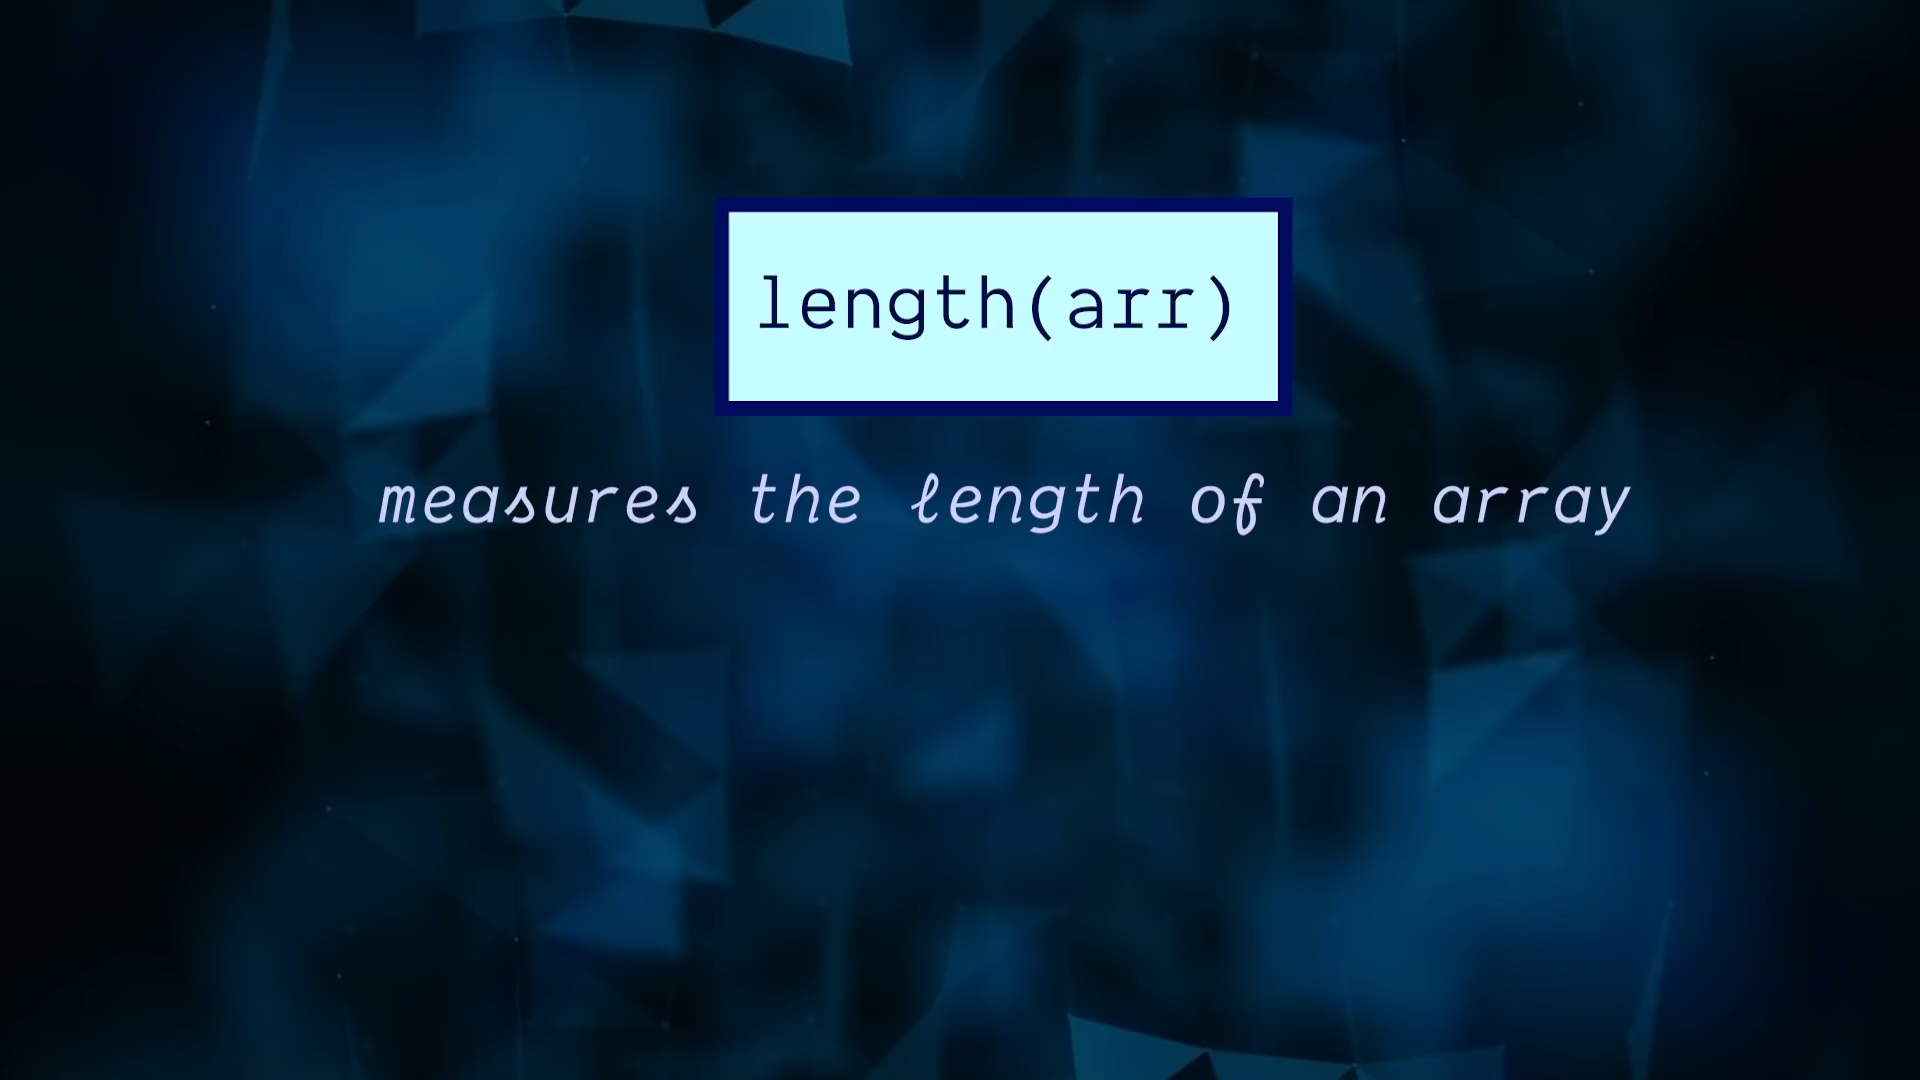 length(arr)
measures the length of an array